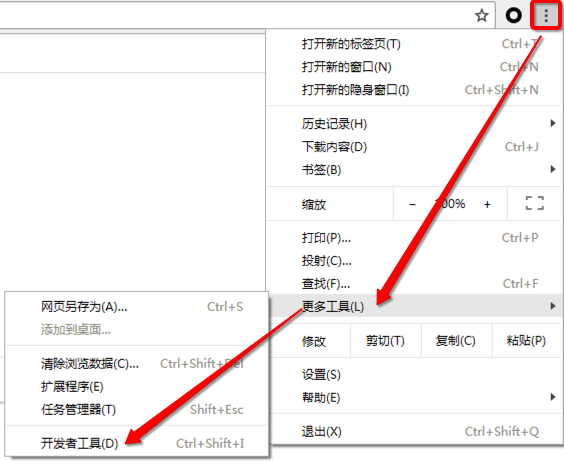 打开新的标签页(T) Ctrl+T
打开新的窗口(N) Ctrl+N
打开新的隐身窗口(I) Ctrl+Shift+N
历史记录(H)
下载内容(D) Ctrl+J
书签(B)
缩放 − 100% +
打印(P)... Ctrl+P
投射(C)...
查找(F)... Ctrl+F
更多工具(L)
修改 剪切(T) 复制(C) 粘贴(P)
设置(S)
帮助(E)
退出(X) Ctrl+Shift+Q
网页另存为(A)... Ctrl+S
添加到桌面...
清除浏览数据(C)... Ctrl+Shift+Del
扩展程序(E)
任务管理器(T) Shift+Esc
开发者工具(D) Ctrl+Shift+I